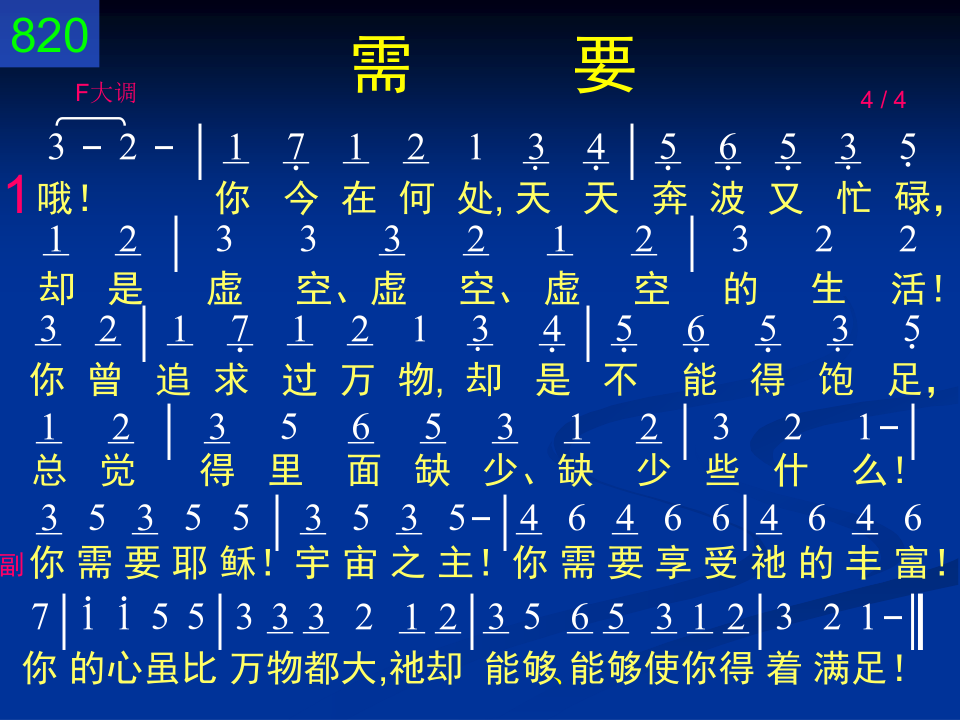 820
需 要
F大调 4 / 4
3 - 2 - | 1 7 1 2 1 3 4 | 5 6 5 3 5
1 哦！ 你 今 在 何 处, 天 天 奔 波 又 忙 碌，
1 2 | 3 3 3 2 1 2 | 3 2 2
却 是 虚 空、虚 空、虚 空 的 生 活！
3 2 | 1 7 1 2 1 3 4 | 5 6 5 3 5
你 曾 追 求 过 万 物, 却 是 不 能 得 饱 足，
1 2 | 3 5 6 5 3 1 2 | 3 2 1 - |
总 觉 得 里 面 缺 少、缺 少 些 什 么！
3 5 3 5 5 | 3 5 3 5 - | 4 6 4 6 6 | 4 6 4 6
副 你 需 要 耶 稣！宇 宙 之 主！你 需 要 享 受 祂 的 丰 富！
7 | i i 5 5 | 3 3 3 2 1 2 | 3 5 6 5 3 1 2 | 3 2 1 - ||
你 的心虽比 万物都大,祂却 能够、能够使你得 着 满足！